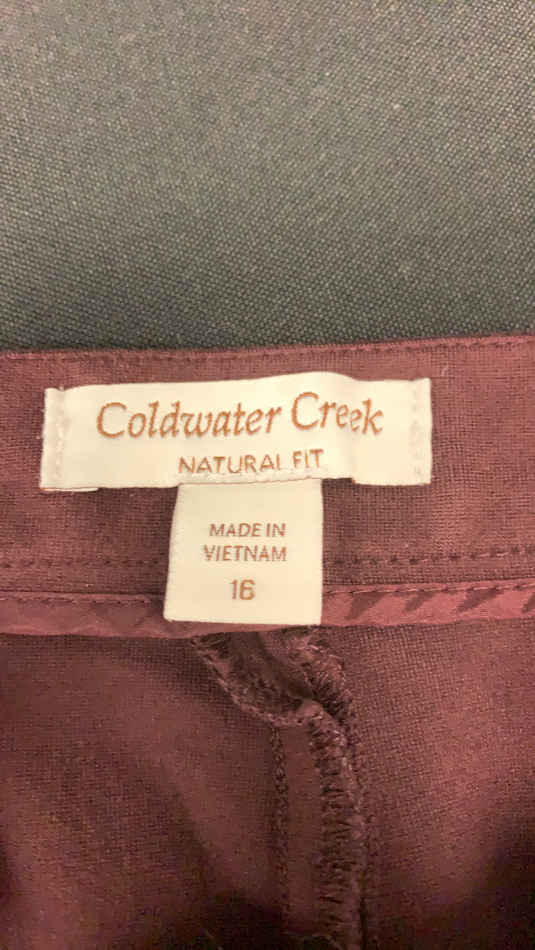 Coldwater Creek
NATURAL FIT
MADE IN
VIETNAM
16